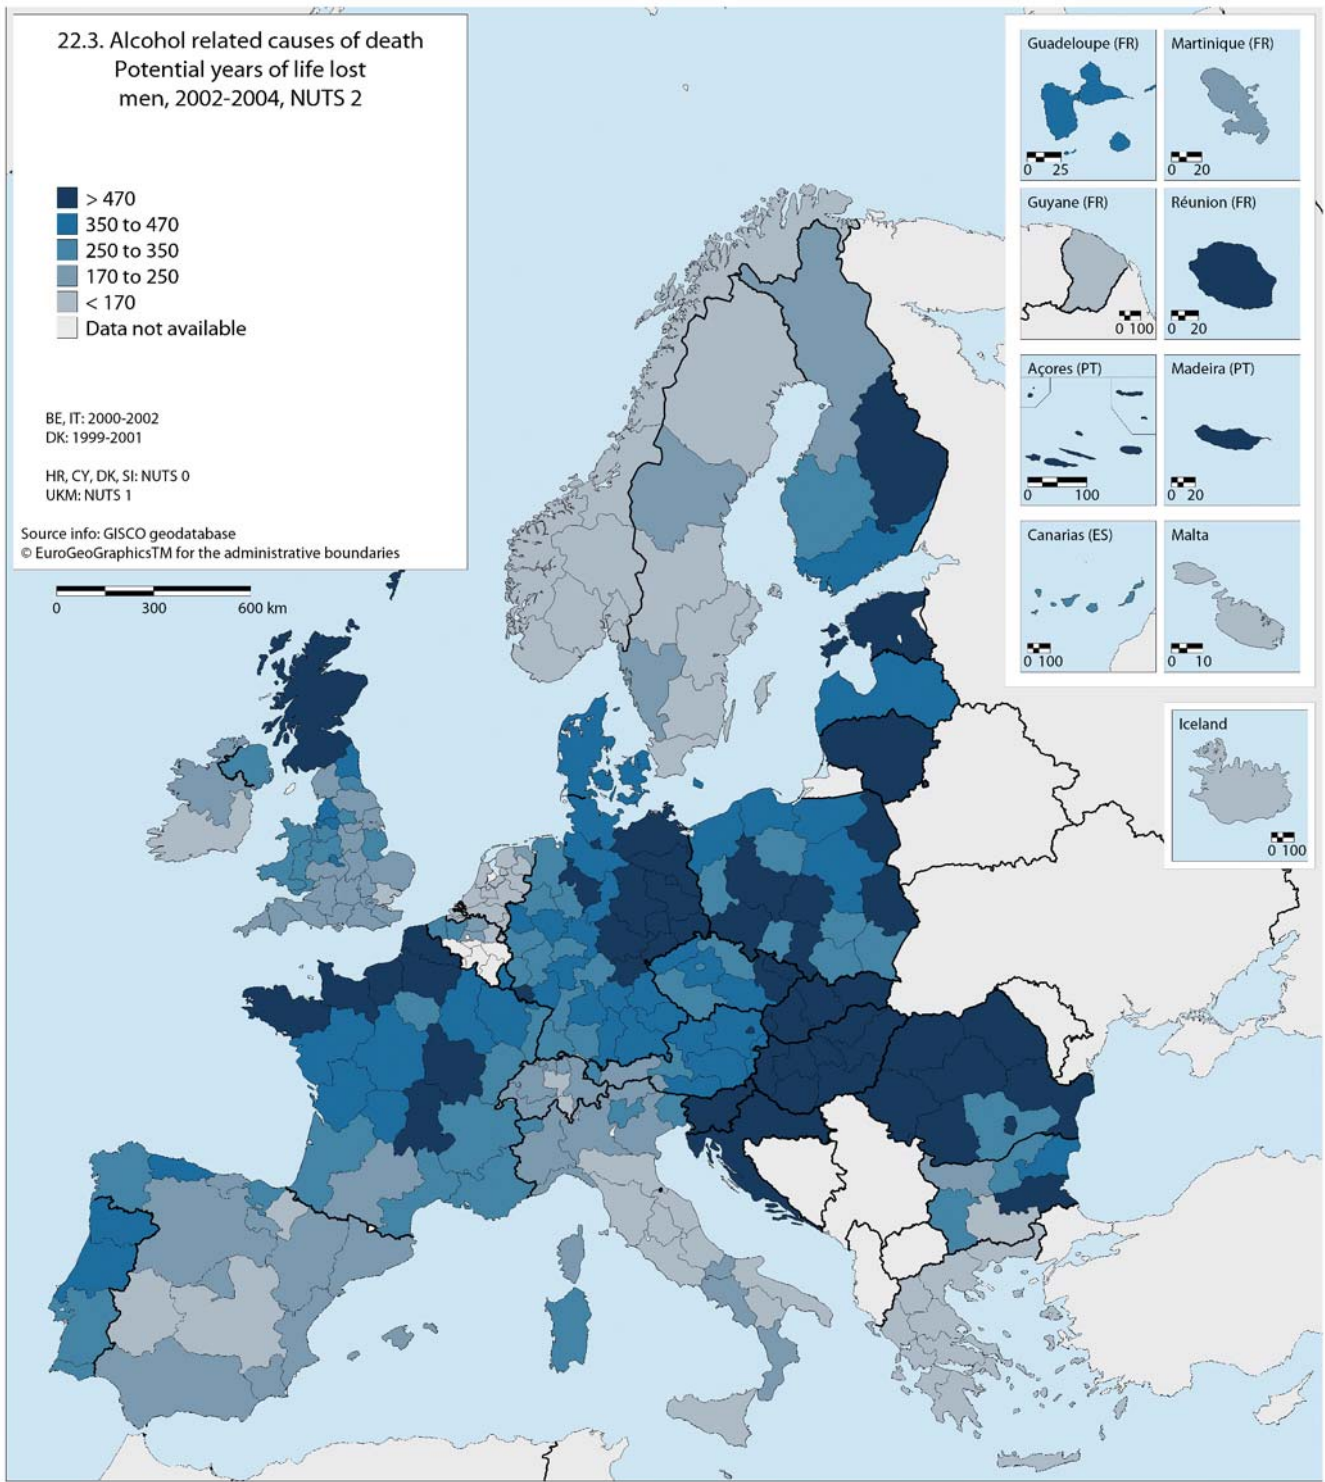 22.3. Alcohol related causes of death
Potential years of life lost
men, 2002-2004, NUTS 2
> 470
350 to 470
250 to 350
170 to 250
< 170
Data not available
BE, IT: 2000-2002
DK: 1999-2001
HR, CY, DK, SI: NUTS 0
UKM: NUTS 1
Source info: GISCO geodatabase
© EuroGeoGraphicsTM for the administrative boundaries
0 300 600 km
Guadeloupe (FR)
0 25
Martinique (FR)
0 20
Guyane (FR)
0 100
Réunion (FR)
0 20
Açores (PT)
0 100
Madeira (PT)
0 20
Canarias (ES)
0 100
Malta
0 10
Iceland
0 100